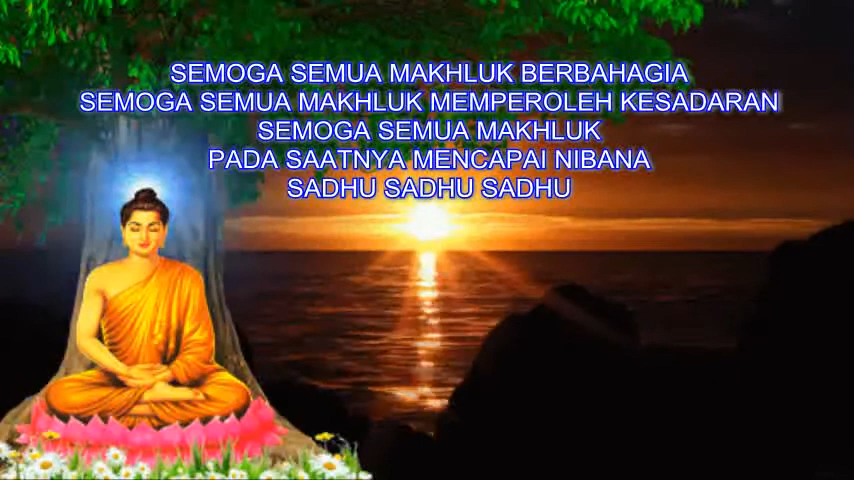 SEMOGA SEMUA MAKHLUK BERBAHAGIA
SEMOGA SEMUA MAKHLUK MEMPEROLEH KESADARAN
SEMOGA SEMUA MAKHLUK
PADA SAATNYA MENCAPAI NIBANA
SADHU SADHU SADHU